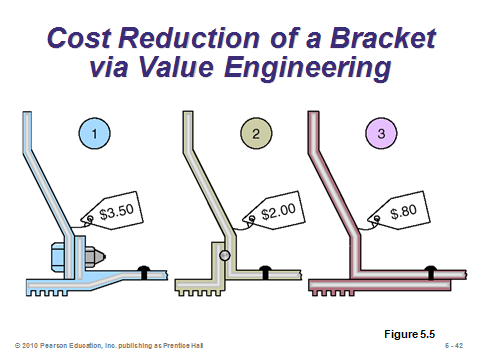 Cost Reduction of a Bracket
via Value Engineering
1
2
3
$3.50
$2.00
$.80
Figure 5.5
© 2010 Pearson Education, Inc. publishing as Prentice Hall
5 - 42